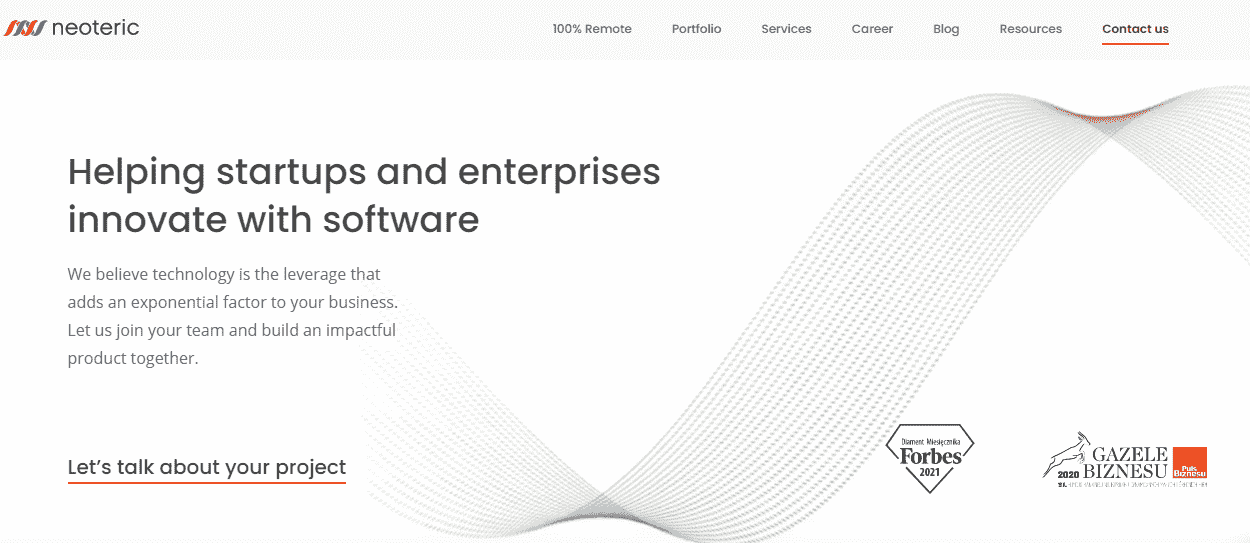 neoteric
100% Remote
Portfolio
Services
Career
Blog
Resources
Contact us
Helping startups and enterprises
innovate with software
We believe technology is the leverage that
adds an exponential factor to your business.
Let us join your team and build an impactful
product together.
Let's talk about your project
Diament Miesięcznika
Forbes
2021
GAZELE
2020 BIZNESU
Puls
Biznesu